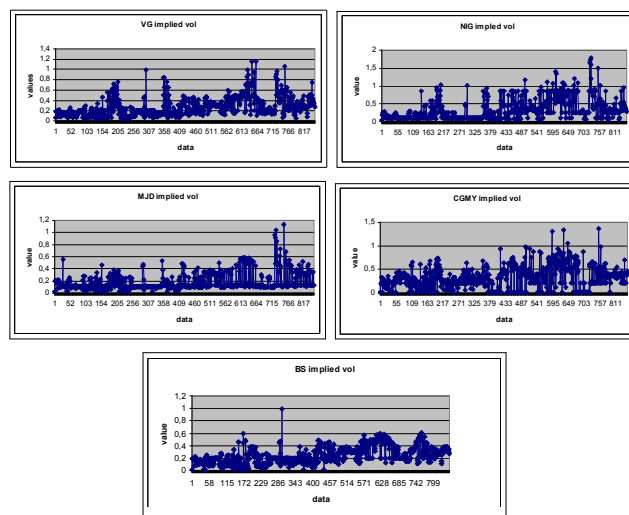 VG implied vol
values
1,4
1,2
1
0,8
0,6
0,4
0,2
0
1 52 103 154 205 256 307 358 409 460 511 562 613 664 715 766 817
data
NIG implied vol
value
2
1,5
1
0,5
0
1 55 109 163 217 271 325 379 433 487 541 595 649 703 757 811
data
MJD implied vol
value
1,2
1
0,8
0,6
0,4
0,2
0
1 52 103 154 205 256 307 358 409 460 511 562 613 664 715 766 817
data
CGMY implied vol
value
1,5
1
0,5
0
1 55 109 163 217 271 325 379 433 487 541 595 649 703 757 811
data
BS implied vol
value
1,2
1
0,8
0,6
0,4
0,2
0
1 58 115 172 229 286 343 400 457 514 571 628 685 742 799
data